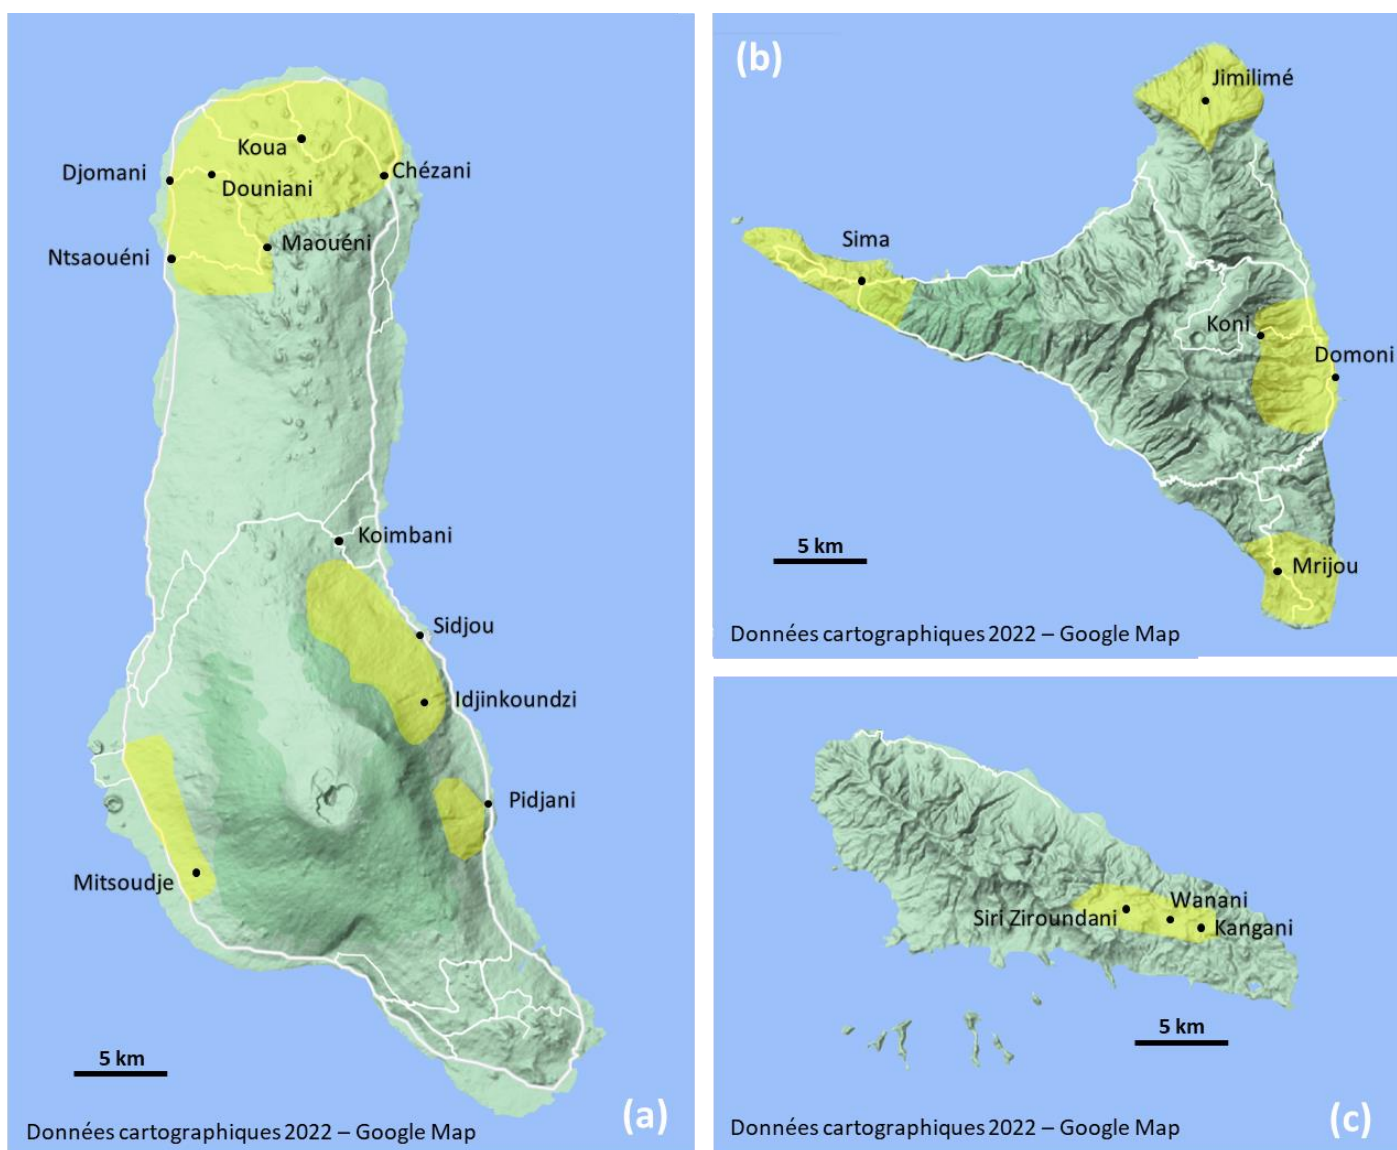 Koua
Djomani
Chézani
Douniani
Maouéni
Ntsaouéni
Koimbani
Sidjou
Idjinkoundzi
Pidjani
Mitsoudje
5 km
(a)
Données cartographiques 2022 – Google Map
(b)
Jimilimé
Sima
Koni
Domoni
5 km
Mrijou
Données cartographiques 2022 – Google Map
Wanani
Siri Ziroundani
Kangani
5 km
(c)
Données cartographiques 2022 – Google Map